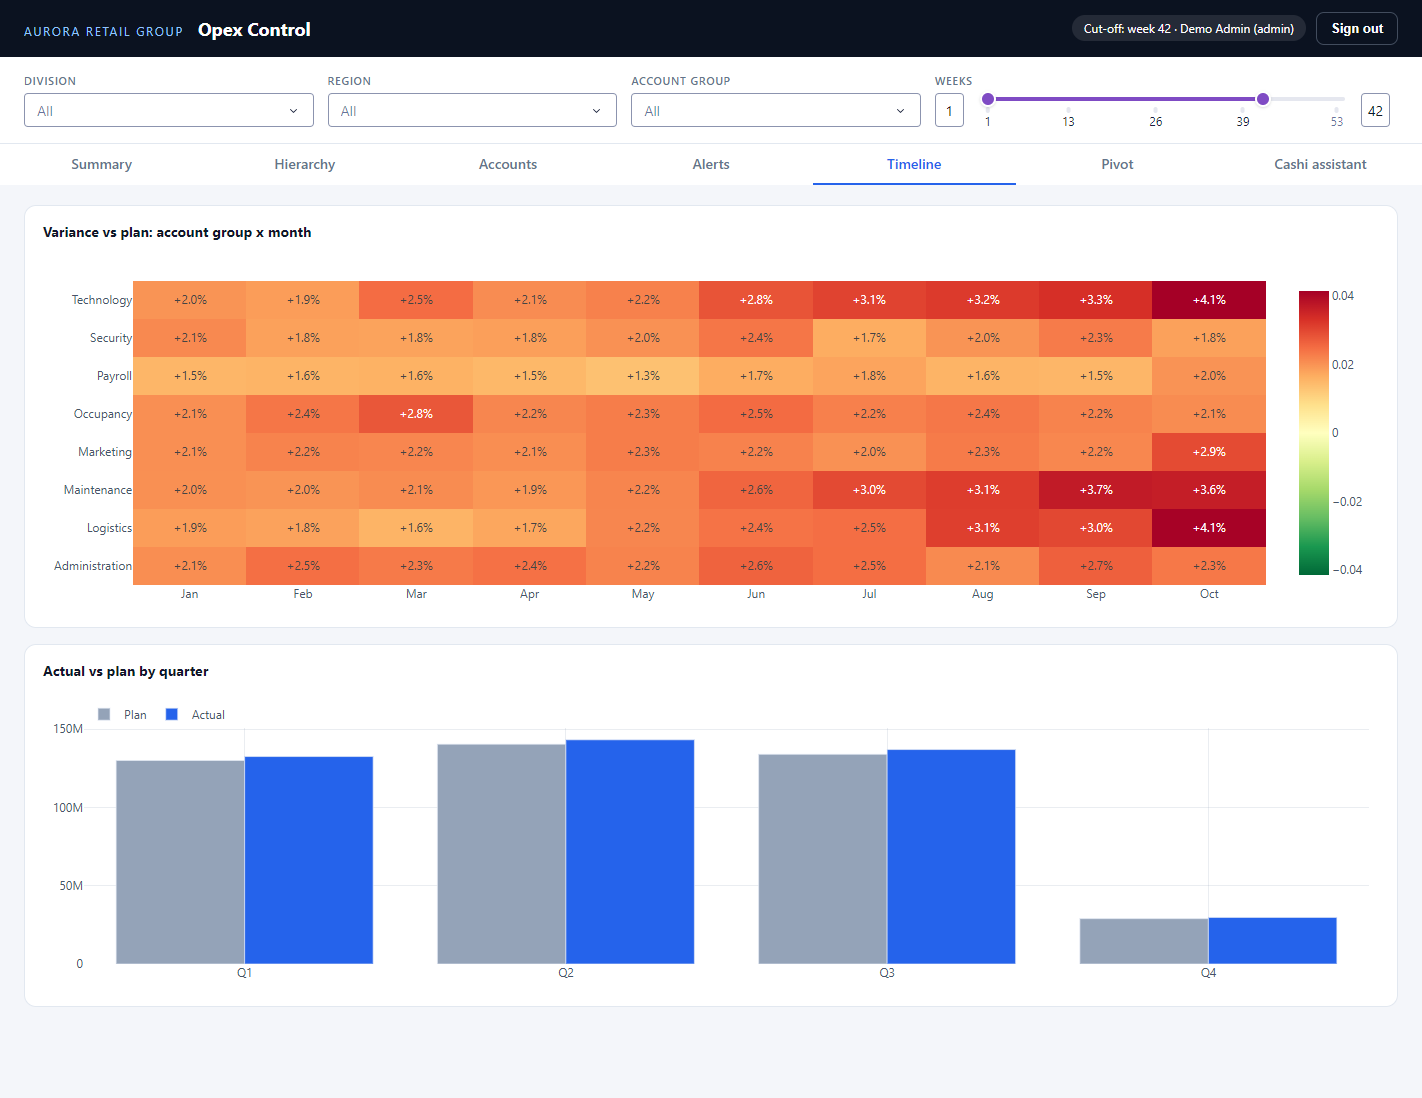 AURORA RETAIL GROUP Opex Control
Cut-off: week 42 · Demo Admin (admin) Sign out
DIVISION REGION ACCOUNT GROUP WEEKS
All All All 1 42
1 13 26 39 53
Summary Hierarchy Accounts Alerts Timeline Pivot Cashi assistant
Variance vs plan: account group x month
Technology +2.0% +1.9% +2.5% +2.1% +2.2% +2.8% +3.1% +3.2% +3.3% +4.1%
Security +2.1% +1.8% +1.8% +1.8% +2.0% +2.4% +1.7% +2.0% +2.3% +1.8%
Payroll +1.5% +1.6% +1.6% +1.5% +1.3% +1.7% +1.8% +1.6% +1.5% +2.0%
Occupancy +2.1% +2.4% +2.8% +2.2% +2.3% +2.5% +2.2% +2.4% +2.2% +2.1%
Marketing +2.1% +2.2% +2.2% +2.1% +2.3% +2.2% +2.0% +2.3% +2.2% +2.9%
Maintenance +2.0% +2.0% +2.1% +1.9% +2.2% +2.6% +3.0% +3.1% +3.7% +3.6%
Logistics +1.9% +1.8% +1.6% +1.7% +2.2% +2.4% +2.5% +3.1% +3.0% +4.1%
Administration +2.1% +2.5% +2.3% +2.4% +2.2% +2.6% +2.5% +2.1% +2.7% +2.3%
Jan Feb Mar Apr May Jun Jul Aug Sep Oct
0.04
0.02
0
−0.02
−0.04
Actual vs plan by quarter
Plan Actual
150M
100M
50M
0
Q1 Q2 Q3 Q4